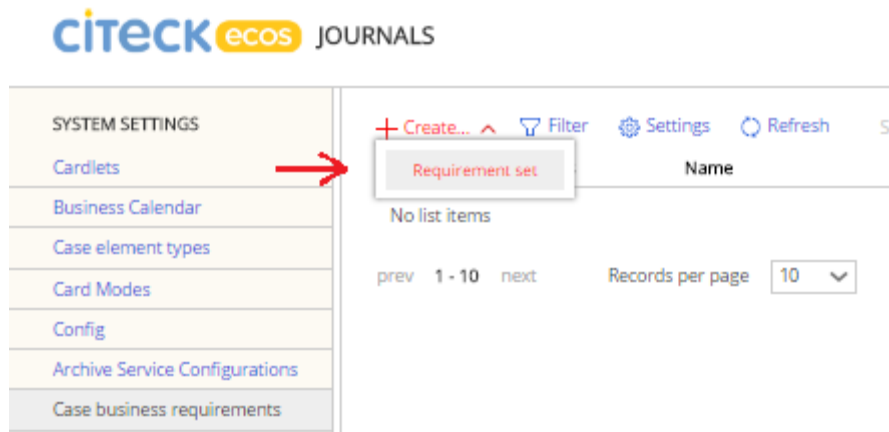 CITECK ecos JOURNALS
SYSTEM SETTINGS
Cardlets
Business Calendar
Case element types
Card Modes
Config
Archive Service Configurations
Case business requirements
Create... Filter Settings Refresh S
Requirement set
Name
No list items
prev 1 - 10 next Records per page 10